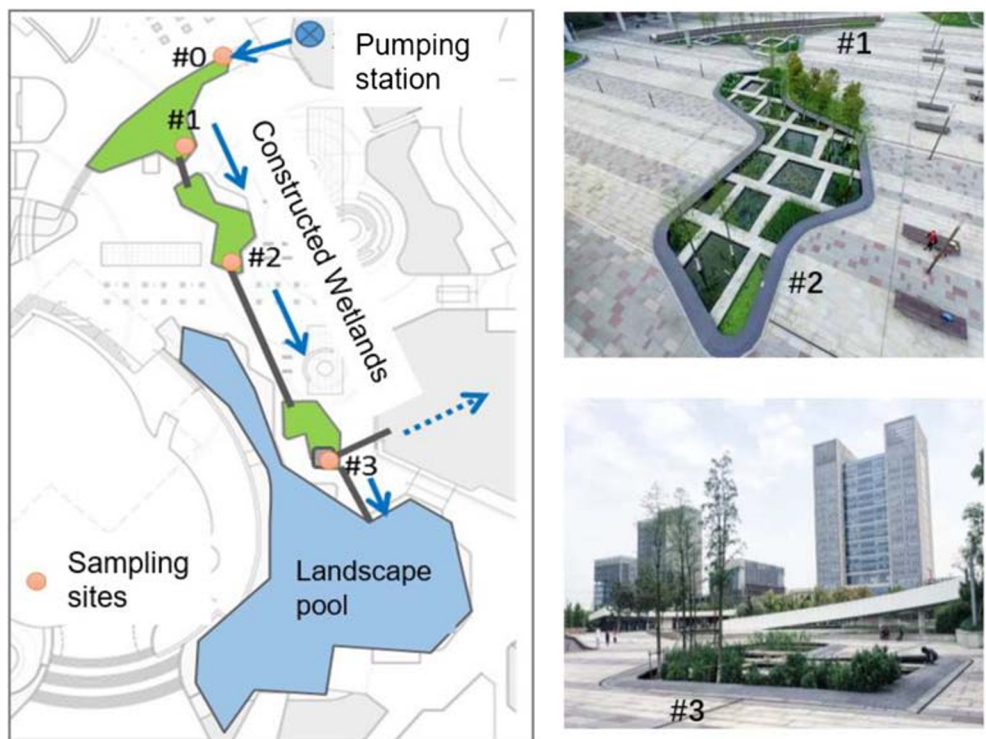 #0
Pumping
station
#1
Constructed Wetlands
#2
#3
Sampling
sites
Landscape
pool
#1
#2
#3